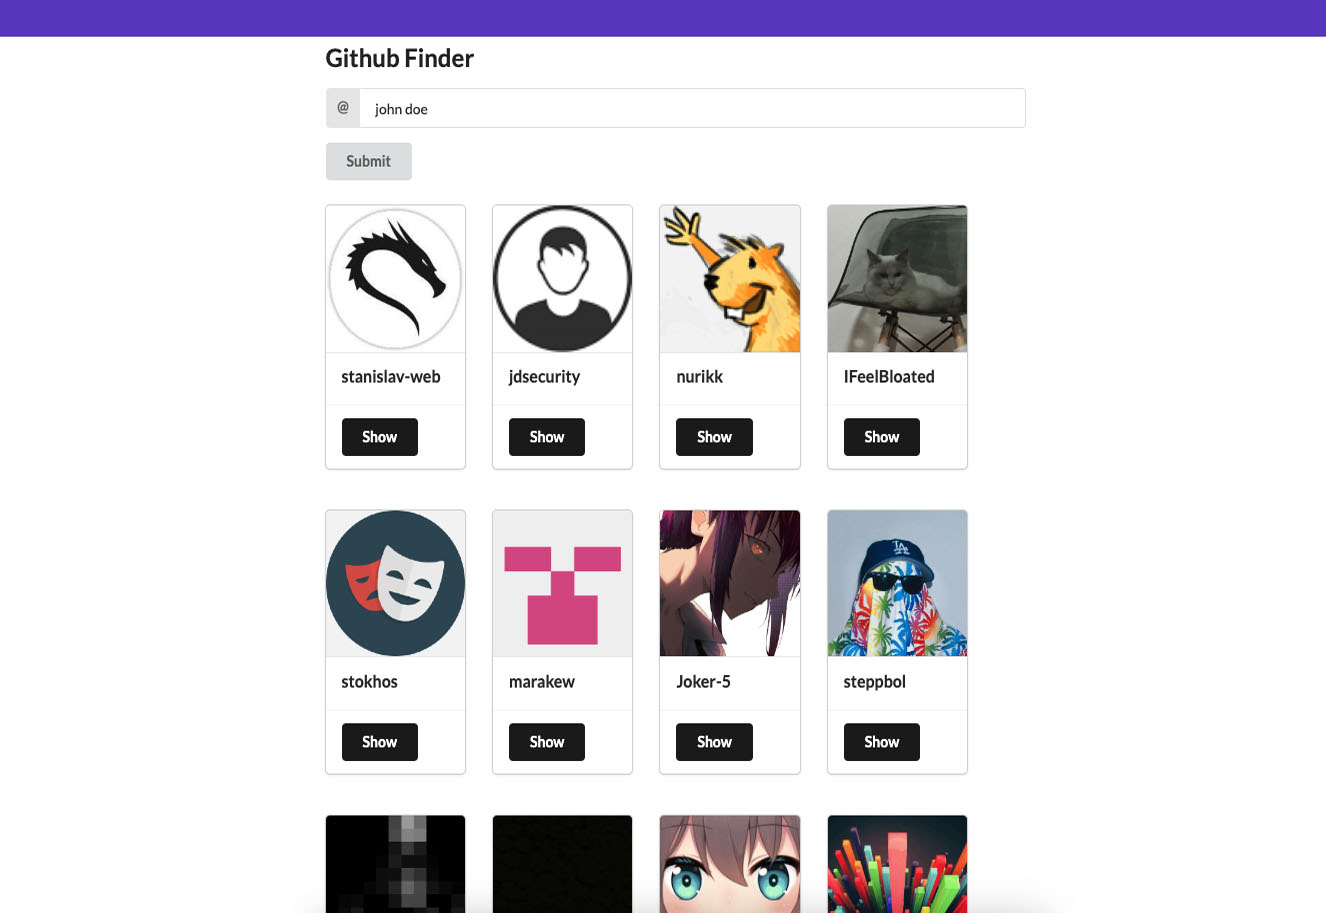 Github Finder
@ john doe
Submit
stanislav-web jdsecurity nurikk IFeelBloated
Show Show Show Show
stokhos marakew Joker-5 steppbol
LA
Show Show Show Show